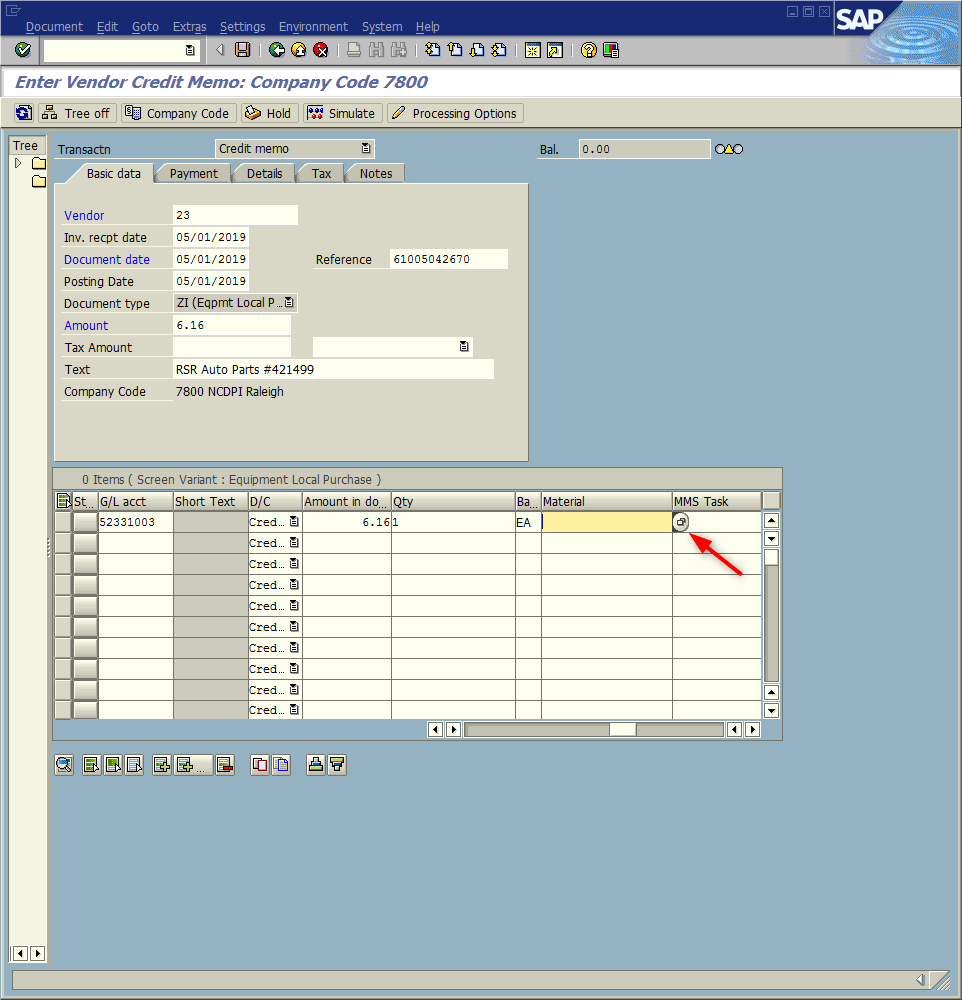 Document Edit Goto Extras Settings Environment System Help
SAP
Enter Vendor Credit Memo: Company Code 7800
Tree off Company Code Hold Simulate Processing Options
Tree
Transactn Credit memo Bal. 0.00
Basic data Payment Details Tax Notes
Vendor 23
Inv. recpt date 05/01/2019
Document date 05/01/2019 Reference 61005042670
Posting Date 05/01/2019
Document type ZI (Eqpmt Local P...
Amount 6.16
Tax Amount
Text RSR Auto Parts #421499
Company Code 7800 NCDPI Raleigh
0 Items ( Screen Variant : Equipment Local Purchase )
St... G/L acct Short Text D/C Amount in do... Qty Ba... Material MMS Task
52331003 Cred... 6.16 1 EA
Cred...
Cred...
Cred...
Cred...
Cred...
Cred...
Cred...
Cred...
Cred...
...